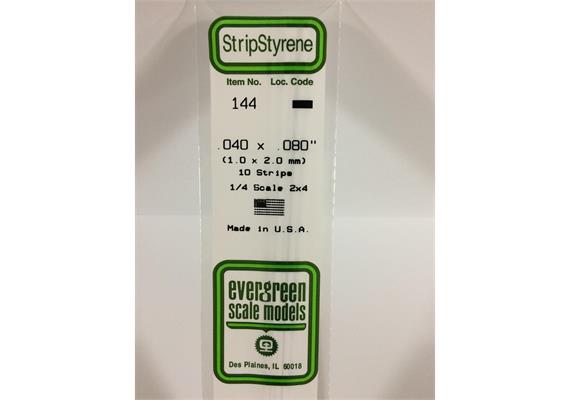 StripStyrene
Item No. Loc. Code
144
.040 x .080"
(1.0 x 2.0 mm)
10 Strips
1/4 Scale 2x4
Made in U.S.A.
evergreen
scale models
Des Plaines, IL 60018